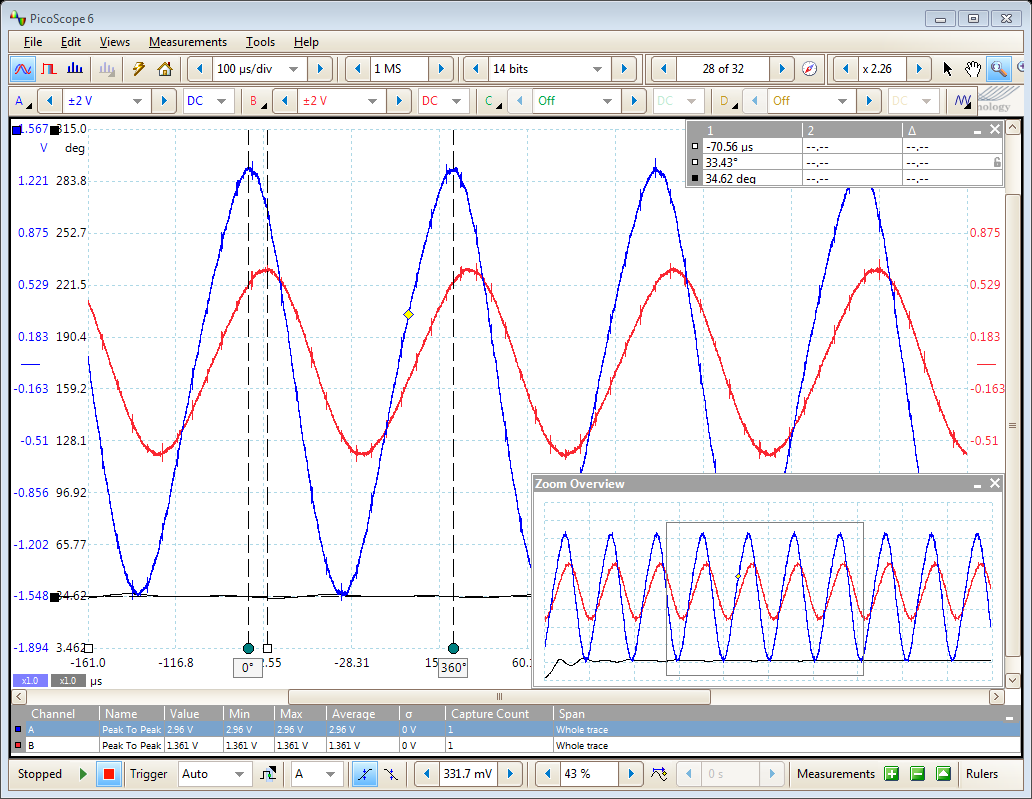 PicoScope 6
File Edit Views Measurements Tools Help
100 µs/div 1 MS 14 bits 28 of 32 x 2.26
A ±2 V DC B ±2 V DC C Off DC D Off DC nology
1.567 315.0
V deg
1.221 283.8
0.875 252.7 0.875
0.529 221.5 0.529
0.183 190.4 0.183
-0.163 159.2 -0.163
-0.51 128.1 -0.51
-0.856 96.92
-1.202 65.77
-1.548 34.62
-1.894 3.462
1 2 Δ
-70.56 µs --.-- --.--
33.43° --.-- --.--
34.62 deg --.-- --.--
Zoom Overview
-161.0 -116.8 2.55 -28.31 15 60.
0° 360°
x1.0 x1.0 µs
Channel Name Value Min Max Average σ Capture Count Span
A Peak To Peak 2.96 V 2.96 V 2.96 V 2.96 V 0 V 1 Whole trace
B Peak To Peak 1.361 V 1.361 V 1.361 V 1.361 V 0 V 1 Whole trace
Stopped Trigger Auto A 331.7 mV 43 % 0 s Measurements Rulers